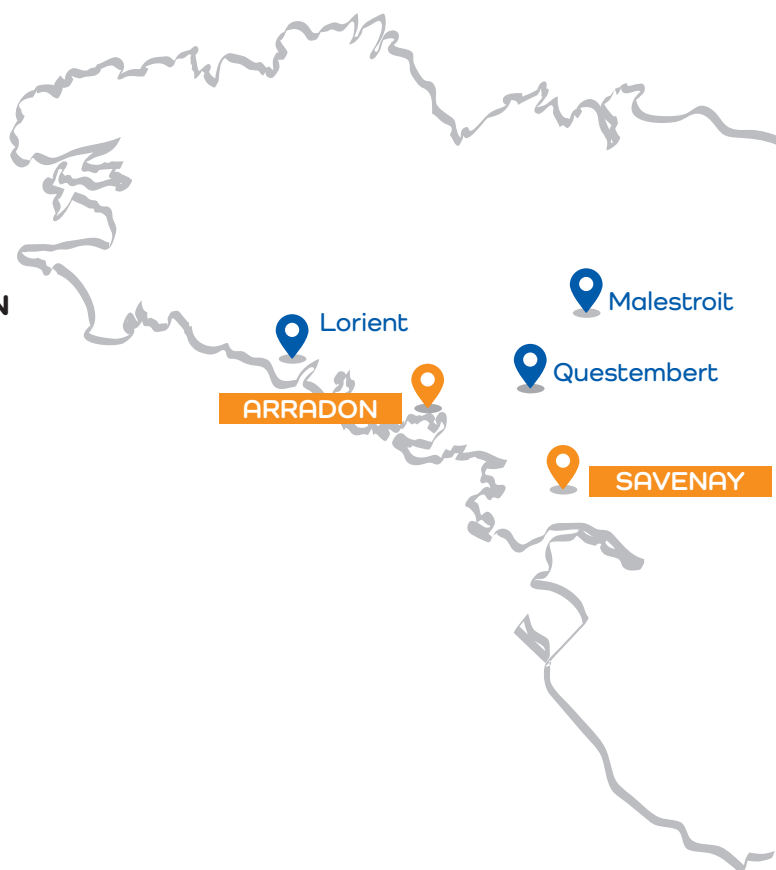 N
Malestroit
Lorient
Questembert
ARRADON
SAVENAY